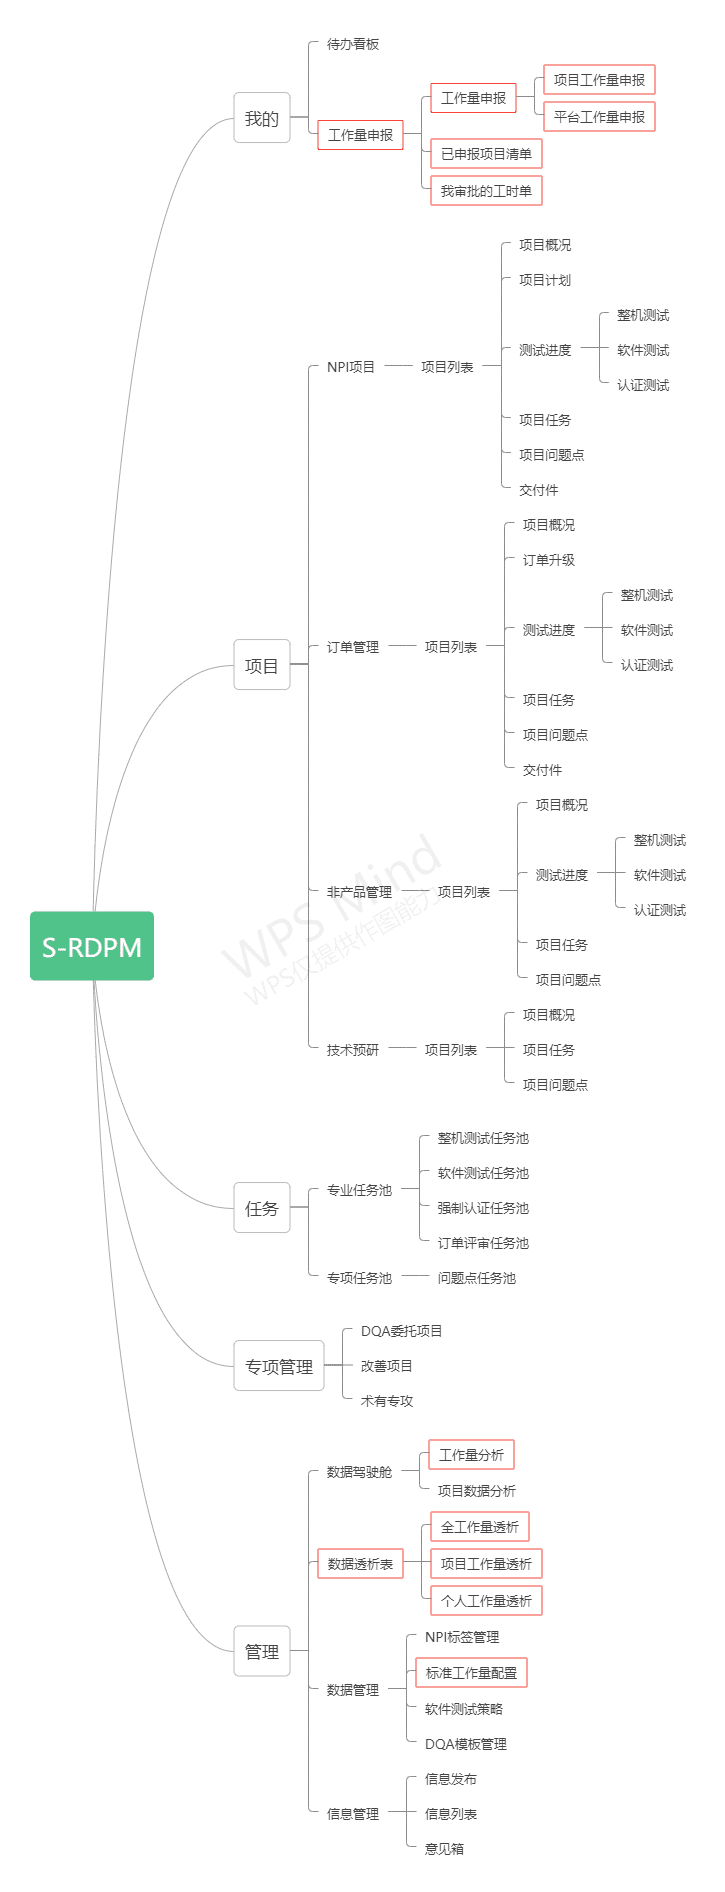 S-RDPM
我的
待办看板
工作量申报
工作量申报
项目工作量申报
平台工作量申报
已申报项目清单
我审批的工时单
项目
NPI项目
项目列表
项目概况
项目计划
测试进度
整机测试
软件测试
认证测试
项目任务
项目问题点
交付件
订单管理
项目列表
项目概况
订单升级
测试进度
整机测试
软件测试
认证测试
项目任务
项目问题点
交付件
非产品管理
项目列表
项目概况
测试进度
整机测试
软件测试
认证测试
项目任务
项目问题点
技术预研
项目列表
项目概况
项目任务
项目问题点
任务
专业任务池
整机测试任务池
软件测试任务池
强制认证任务池
订单评审任务池
专项任务池
问题点任务池
专项管理
DQA委托项目
改善项目
术有专攻
管理
数据驾驶舱
工作量分析
项目数据分析
数据透析表
全工作量透析
项目工作量透析
个人工作量透析
数据管理
NPI标签管理
标准工作量配置
软件测试策略
DQA模板管理
信息管理
信息发布
信息列表
意见箱
WPS Mind
WPS仅提供作图能力